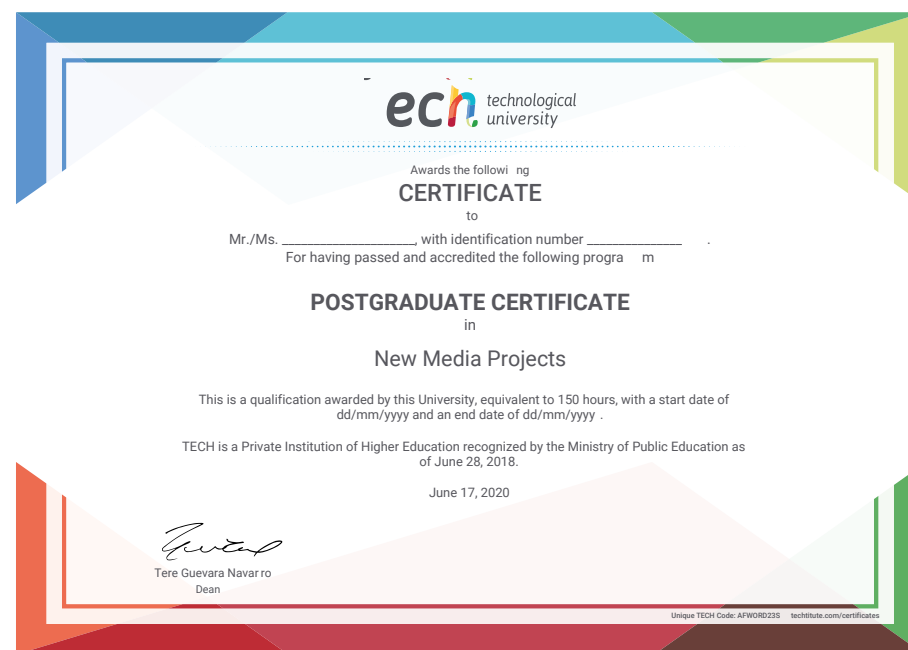 ech technological
university
Awards the followi ng
CERTIFICATE
to
Mr./Ms. ____________________, with identification number ______________ .
For having passed and accredited the following progra m
POSTGRADUATE CERTIFICATE
in
New Media Projects
This is a qualification awarded by this University, equivalent to 150 hours, with a start date of
dd/mm/yyyy and an end date of dd/mm/yyyy .
TECH is a Private Institution of Higher Education recognized by the Ministry of Public Education as
of June 28, 2018.
June 17, 2020
Tere Guevara Navar ro
Dean
Unique TECH Code: AFWORD23S techtitute.com/certificates